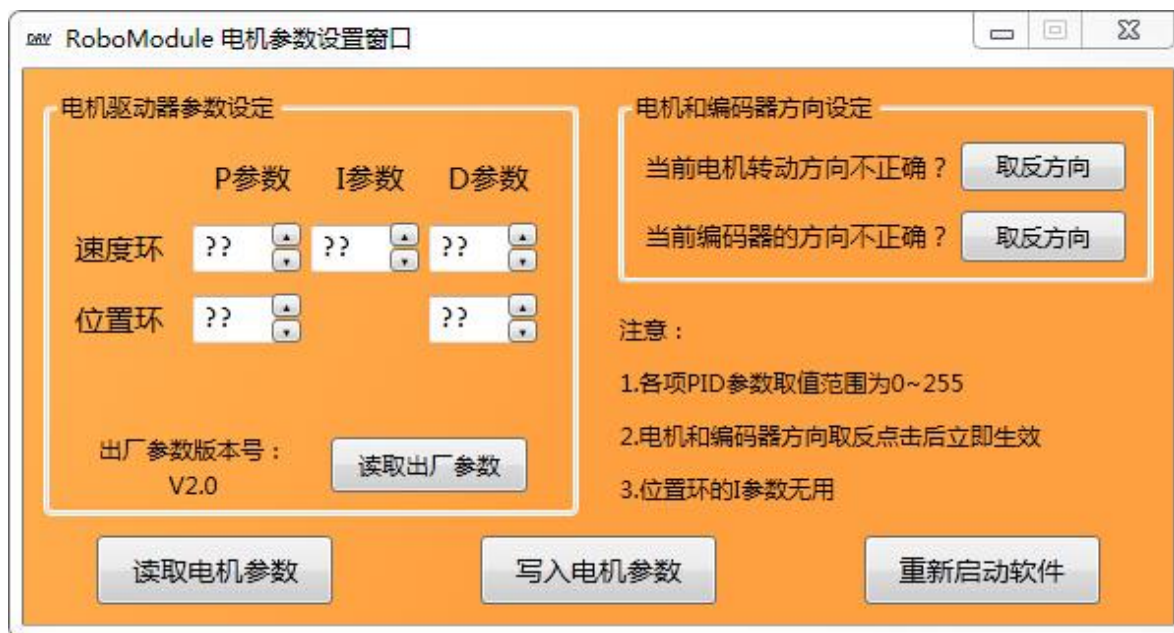 DRV RoboModule 电机参数设置窗口
电机驱动器参数设定
P参数 I参数 D参数
速度环 ?? ?? ??
位置环 ?? ??
出厂参数版本号：
V2.0
读取出厂参数
电机和编码器方向设定
当前电机转动方向不正确？ 取反方向
当前编码器的方向不正确？ 取反方向
注意：
1.各项PID参数取值范围为0~255
2.电机和编码器方向取反点击后立即生效
3.位置环的I参数无用
读取电机参数 写入电机参数 重新启动软件